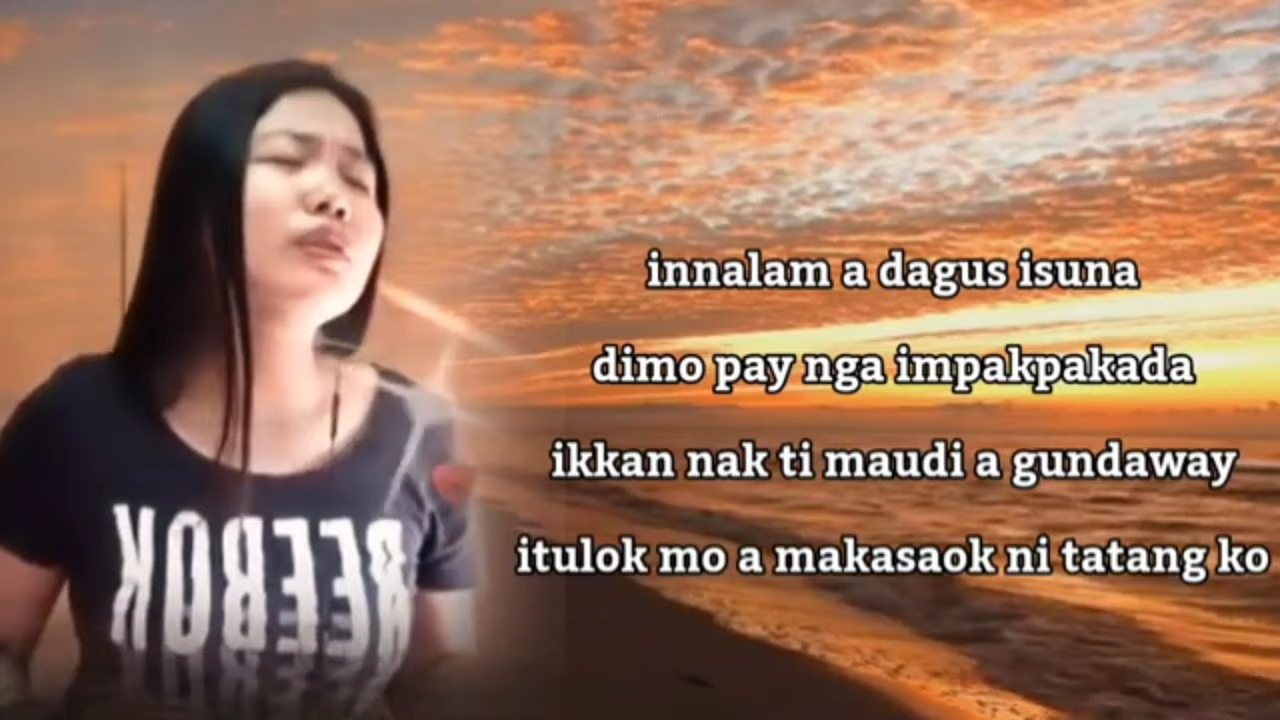 innalam a dagus isuna
dimo pay nga impakpakada
ikkan nak ti maudi a gundaway
itulok mo a makasaok ni tatang ko
REEBOK